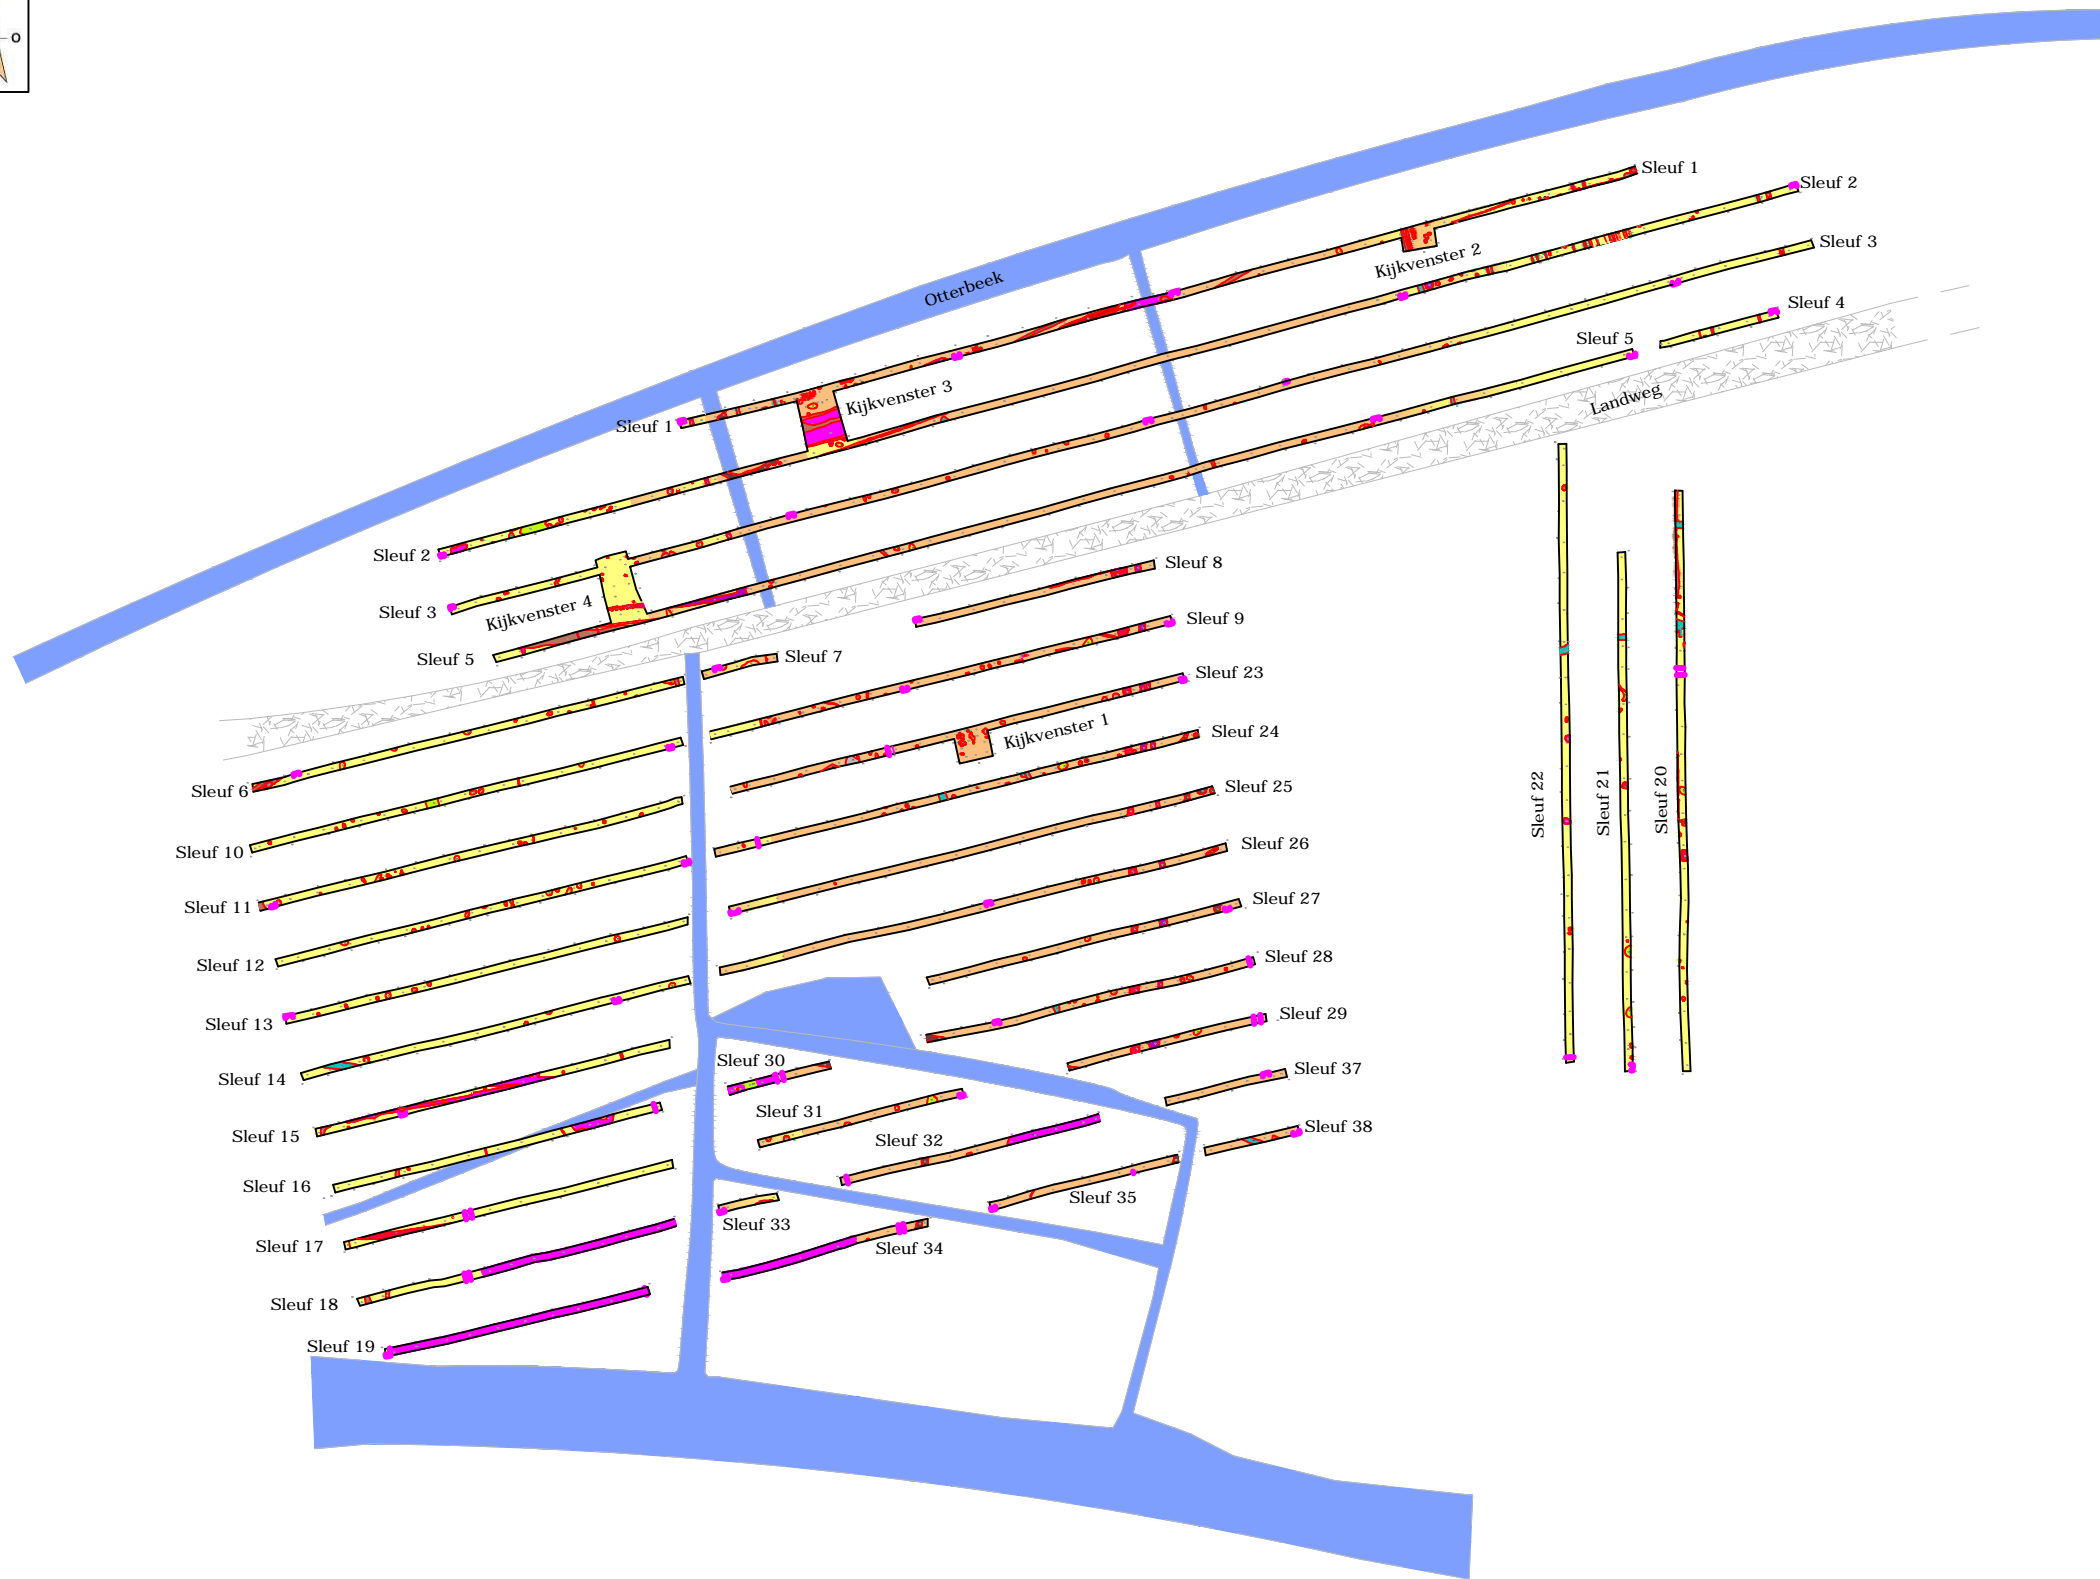 O
Sleuf 1
Sleuf 2
Sleuf 3
Kijkvenster 2
Otterbeek
Sleuf 4
Sleuf 5
Landweg
Kijkvenster 3
Sleuf 1
Sleuf 2
Sleuf 3
Kijkvenster 4
Sleuf 5
Sleuf 8
Sleuf 9
Sleuf 7
Sleuf 23
Kijkvenster 1
Sleuf 24
Sleuf 6
Sleuf 25
Sleuf 22
Sleuf 21
Sleuf 20
Sleuf 10
Sleuf 26
Sleuf 11
Sleuf 27
Sleuf 12
Sleuf 28
Sleuf 13
Sleuf 29
Sleuf 30
Sleuf 37
Sleuf 14
Sleuf 31
Sleuf 38
Sleuf 15
Sleuf 32
Sleuf 16
Sleuf 35
Sleuf 33
Sleuf 17
Sleuf 34
Sleuf 18
Sleuf 19